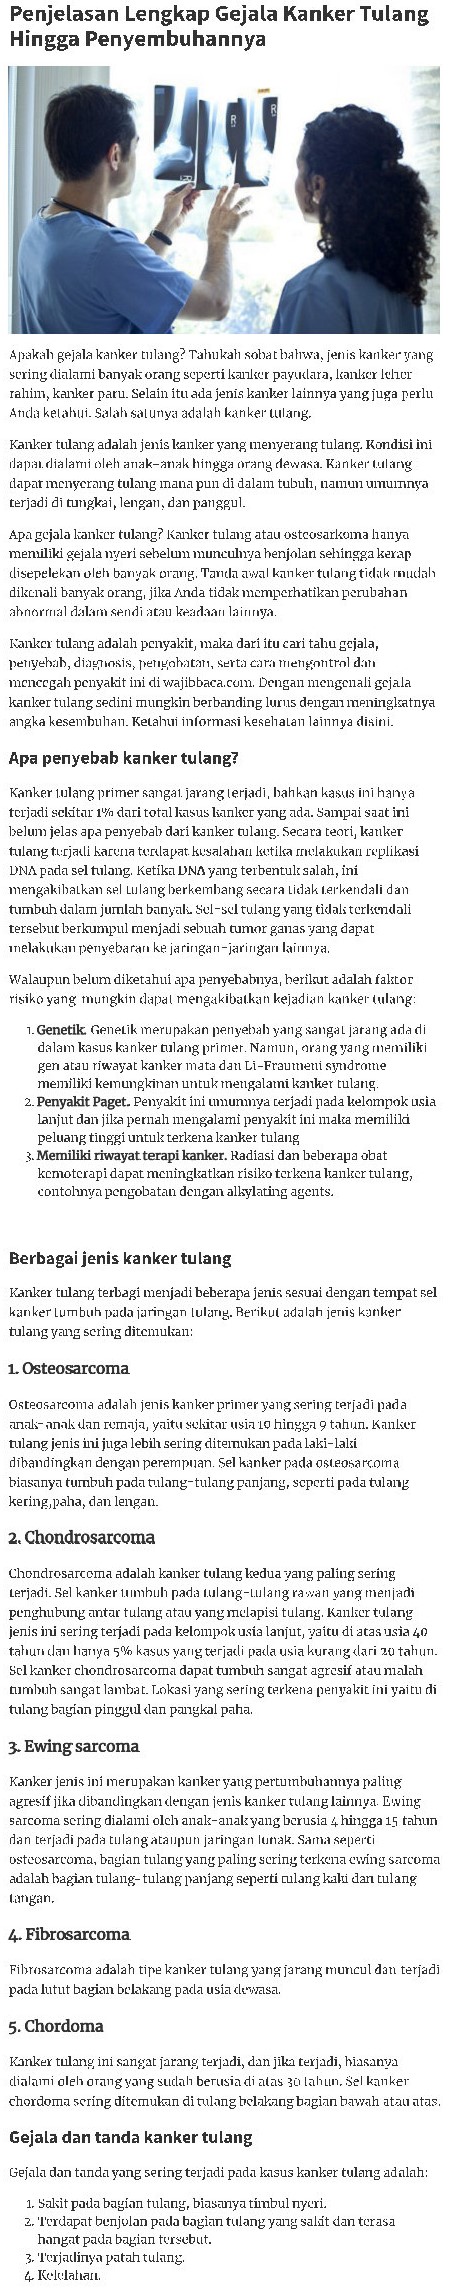 Penjelasan Lengkap Gejala Kanker Tulang
Hingga Penyembuhannya
R
R
Apakah gejala kanker tulang? Tahukah sobat bahwa, jenis kanker yang
sering dialami banyak orang seperti kanker payudara, kanker leher
rahim, kanker paru. Selain itu ada jenis kanker lainnya yang juga perlu
Anda ketahui. Salah satunya adalah kanker tulang.
Kanker tulang adalah jenis kanker yang menyerang tulang. Kondisi ini
dapat dialami oleh anak-anak hingga orang dewasa. Kanker tulang
dapat menyerang tulang mana pun di dalam tubuh, namun umumnya
terjadi di tungkai, lengan, dan panggul.
Apa gejala kanker tulang? Kanker tulang atau osteosarkoma hanya
memiliki gejala nyeri sebelum munculnya benjolan sehingga kerap
disepelekan oleh banyak orang. Tanda awal kanker tulang tidak mudah
dikenali banyak orang, jika Anda tidak memperhatikan perubahan
abnormal dalam sendi atau keadaan lainnya.
Kanker tulang adalah penyakit, maka dari itu cari tahu gejala,
penyebab, diagnosis, pengobatan, serta cara mengontrol dan
mencegah penyakit ini di wajibbaca.com. Dengan mengenali gejala
kanker tulang sedini mungkin berbanding lurus dengan meningkatnya
angka kesembuhan. Ketahui informasi kesehatan lainnya disini.
Apa penyebab kanker tulang?
Kanker tulang primer sangat jarang terjadi, bahkan kasus ini hanya
terjadi sekitar 1% dari total kasus kanker yang ada. Sampai saat ini
belum jelas apa penyebab dari kanker tulang. Secara teori, kanker
tulang terjadi karena terdapat kesalahan ketika melakukan replikasi
DNA pada sel tulang. Ketika DNA yang terbentuk salah, ini
mengakibatkan sel tulang berkembang secara tidak terkendali dan
tumbuh dalam jumlah banyak. Sel-sel tulang yang tidak terkendali
tersebut berkumpul menjadi sebuah tumor ganas yang dapat
melakukan penyebaran ke jaringan-jaringan lainnya.
Walaupun belum diketahui apa penyebabnya, berikut adalah faktor
risiko yang mungkin dapat mengakibatkan kejadian kanker tulang:
1. Genetik. Genetik merupakan penyebab yang sangat jarang ada di
dalam kasus kanker tulang primer. Namun, orang yang memiliki
gen atau riwayat kanker mata dan Li-Fraumeni syndrome
memiliki kemungkinan untuk mengalami kanker tulang.
2. Penyakit Paget. Penyakit ini umumnya terjadi pada kelompok usia
lanjut dan jika pernah mengalami penyakit ini maka memiliki
peluang tinggi untuk terkena kanker tulang
3. Memiliki riwayat terapi kanker. Radiasi dan beberapa obat
kemoterapi dapat meningkatkan risiko terkena kanker tulang,
contohnya pengobatan dengan alkylating agents.
Berbagai jenis kanker tulang
Kanker tulang terbagi menjadi beberapa jenis sesuai dengan tempat sel
kanker tumbuh pada jaringan tulang. Berikut adalah jenis kanker
tulang yang sering ditemukan:
1. Osteosarcoma
Osteosarcoma adalah jenis kanker primer yang sering terjadi pada
anak-anak dan remaja, yaitu sekitar usia 10 hingga 9 tahun. Kanker
tulang jenis ini juga lebih sering ditemukan pada laki-laki
dibandingkan dengan perempuan. Sel kanker pada osteosarcoma
biasanya tumbuh pada tulang-tulang panjang, seperti pada tulang
kering,paha, dan lengan.
2. Chondrosarcoma
Chondrosarcoma adalah kanker tulang kedua yang paling sering
terjadi. Sel kanker tumbuh pada tulang-tulang rawan yang menjadi
penghubung antar tulang atau yang melapisi tulang. Kanker tulang
jenis ini sering terjadi pada kelompok usia lanjut, yaitu di atas usia 40
tahun dan hanya 5% kasus yang terjadi pada usia kurang dari 20 tahun.
Sel kanker chondrosarcoma dapat tumbuh sangat agresif atau malah
tumbuh sangat lambat. Lokasi yang sering terkena penyakit ini yaitu di
tulang bagian pinggul dan pangkal paha.
3. Ewing sarcoma
Kanker jenis ini merupakan kanker yang pertumbuhannya paling
agresif jika dibandingkan dengan jenis kanker tulang lainnya. Ewing
sarcoma sering dialami oleh anak-anak yang berusia 4 hingga 15 tahun
dan terjadi pada tulang ataupun jaringan lunak. Sama seperti
osteosarcoma, bagian tulang yang paling sering terkena ewing sarcoma
adalah bagian tulang-tulang panjang seperti tulang kaki dan tulang
tangan.
4. Fibrosarcoma
Fibrosarcoma adalah tipe kanker tulang yang jarang muncul dan terjadi
pada lutut bagian belakang pada usia dewasa.
5. Chordoma
Kanker tulang ini sangat jarang terjadi, dan jika terjadi, biasanya
dialami oleh orang yang sudah berusia di atas 30 tahun. Sel kanker
chordoma sering ditemukan di tulang belakang bagian bawah atau atas.
Gejala dan tanda kanker tulang
Gejala dan tanda yang sering terjadi pada kasus kanker tulang adalah:
1. Sakit pada bagian tulang, biasanya timbul nyeri.
2. Terdapat benjolan pada bagian tulang yang sakit dan terasa
hangat pada bagian tersebut.
3. Terjadinya patah tulang.
4. Kelelahan.